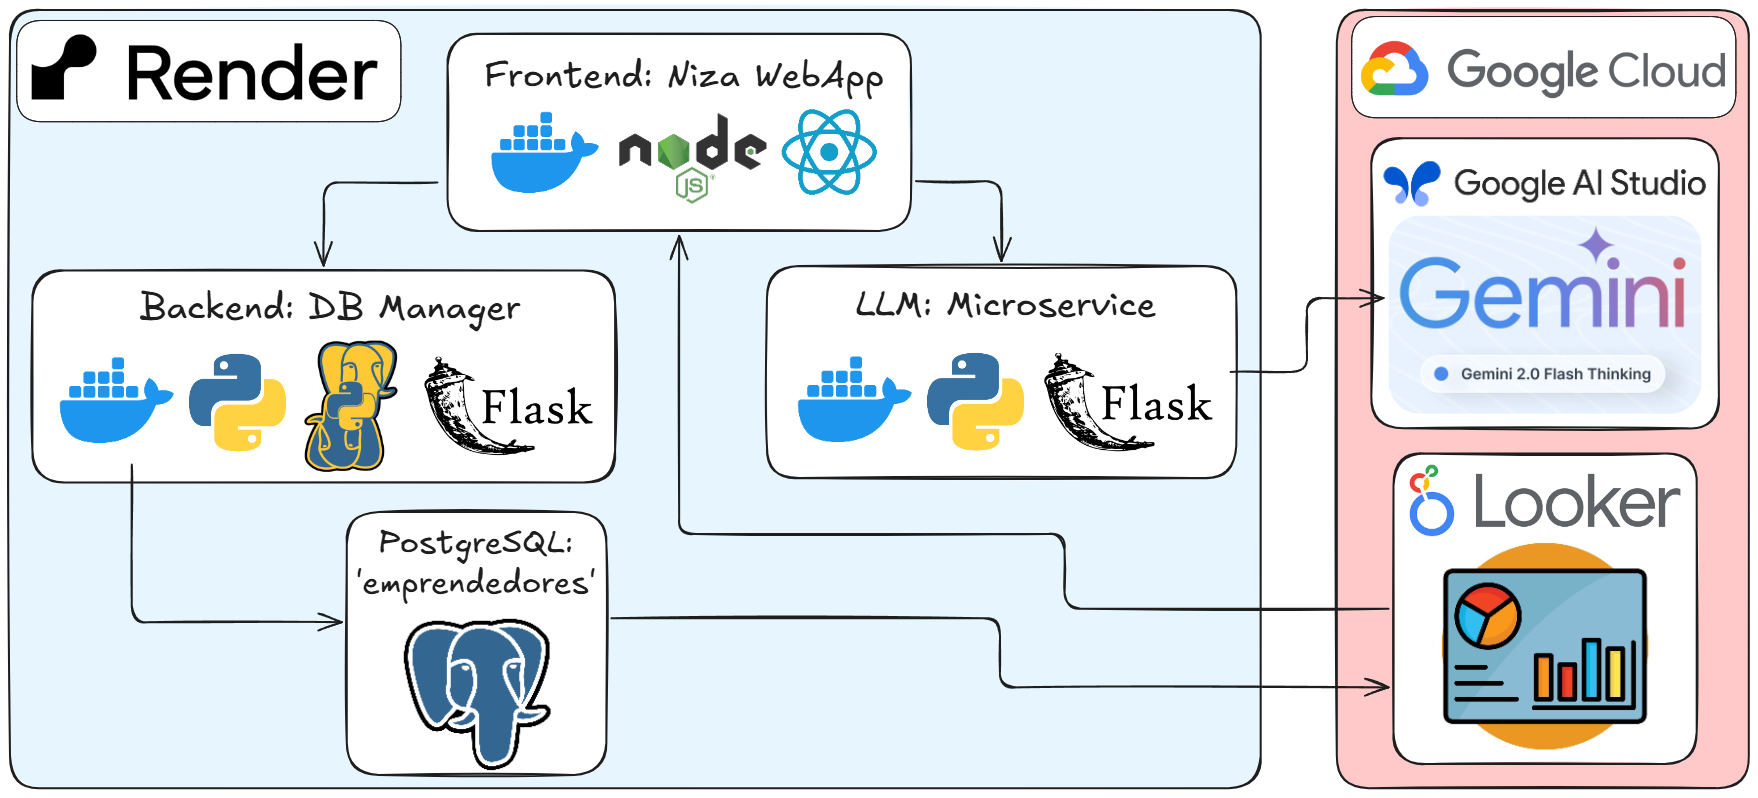 Render
Frontend: Niza WebApp
node
JS
Backend: DB Manager
Flask
LLM: Microservice
Flask
PostgreSQL:
'emprendedores'
Google Cloud
Google AI Studio
Gemini
Gemini 2.0 Flash Thinking
Looker